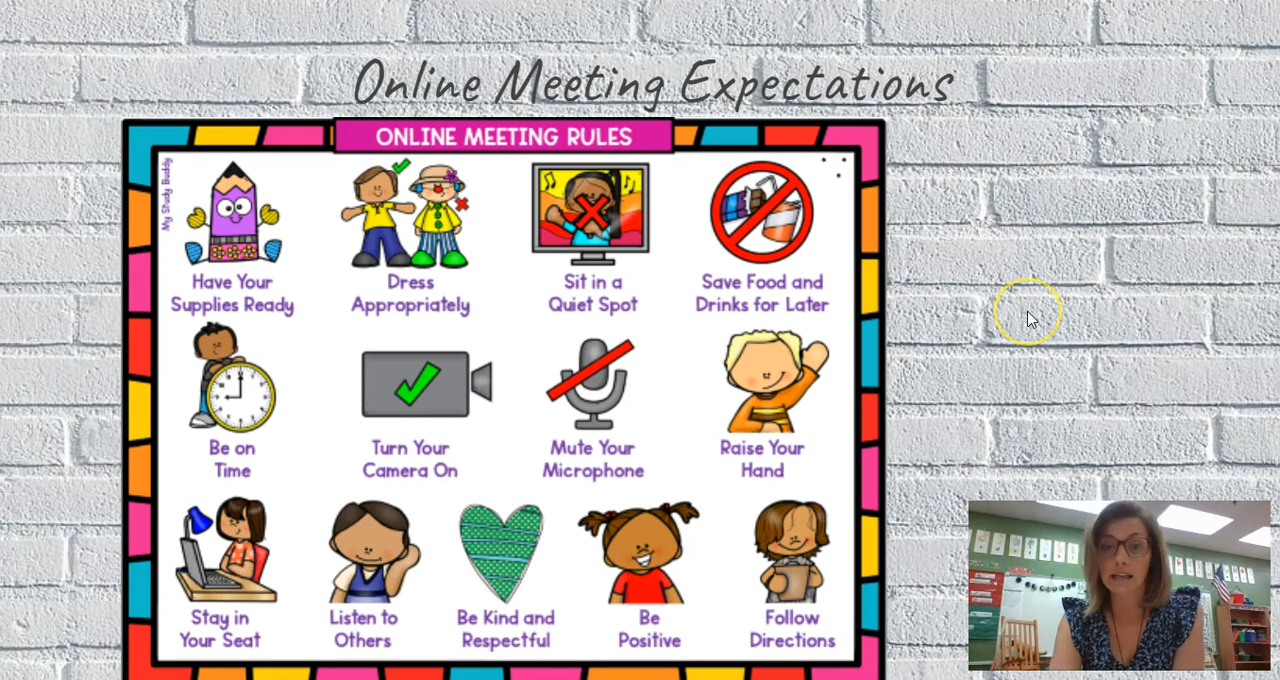 Online Meeting Expectations
ONLINE MEETING RULES
My Study Buddy
Have Your
Supplies Ready
Dress
Appropriately
Sit in a
Quiet Spot
Save Food and
Drinks for Later
Be on
Time
Turn Your
Camera On
Mute Your
Microphone
Raise Your
Hand
Stay in
Your Seat
Listen to
Others
Be Kind and
Respectful
Be
Positive
Follow
Directions